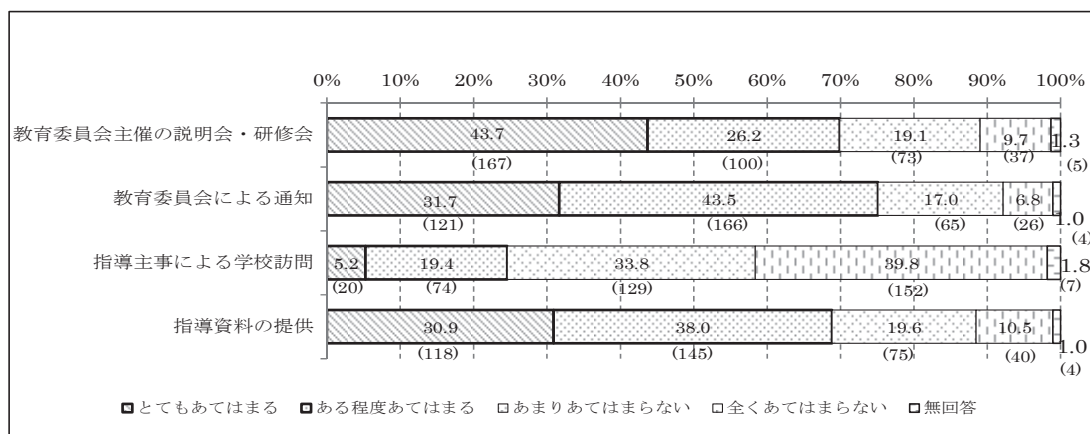 0% 10% 20% 30% 40% 50% 60% 70% 80% 90% 100%
教育委員会主催の説明会・研修会 43.7 26.2 19.1 9.7 1.3
(167) (100) (73) (37) (5)
教育委員会による通知 31.7 43.5 17.0 6.8 1.0
(121) (166) (65) (26) (4)
指導主事による学校訪問 5.2 19.4 33.8 39.8 1.8
(20) (74) (129) (152) (7)
指導資料の提供 30.9 38.0 19.6 10.5 1.0
(118) (145) (75) (40) (4)
とてもあてはまる ある程度あてはまる あまりあてはまらない 全くあてはまらない 無回答